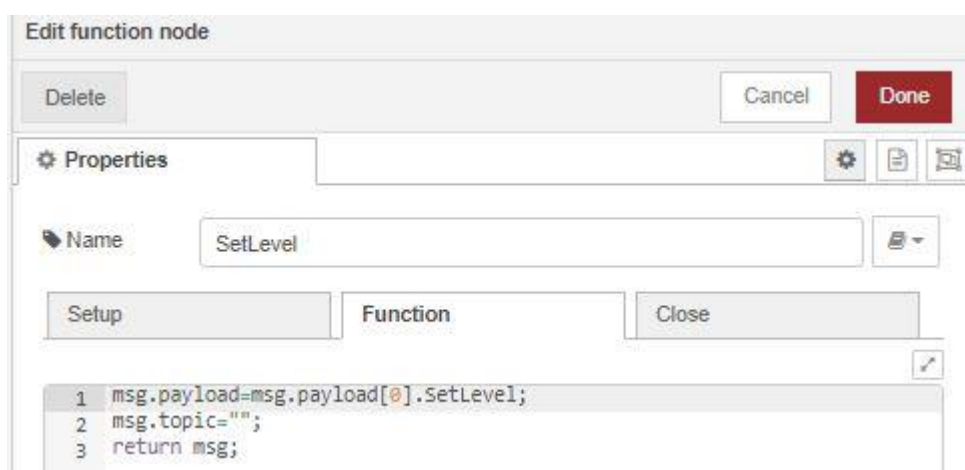 Edit function node
Delete Cancel Done
Properties
Name SetLevel
Setup Function Close
1 msg.payload=msg.payload[0].SetLevel;
2 msg.topic="";
3 return msg;